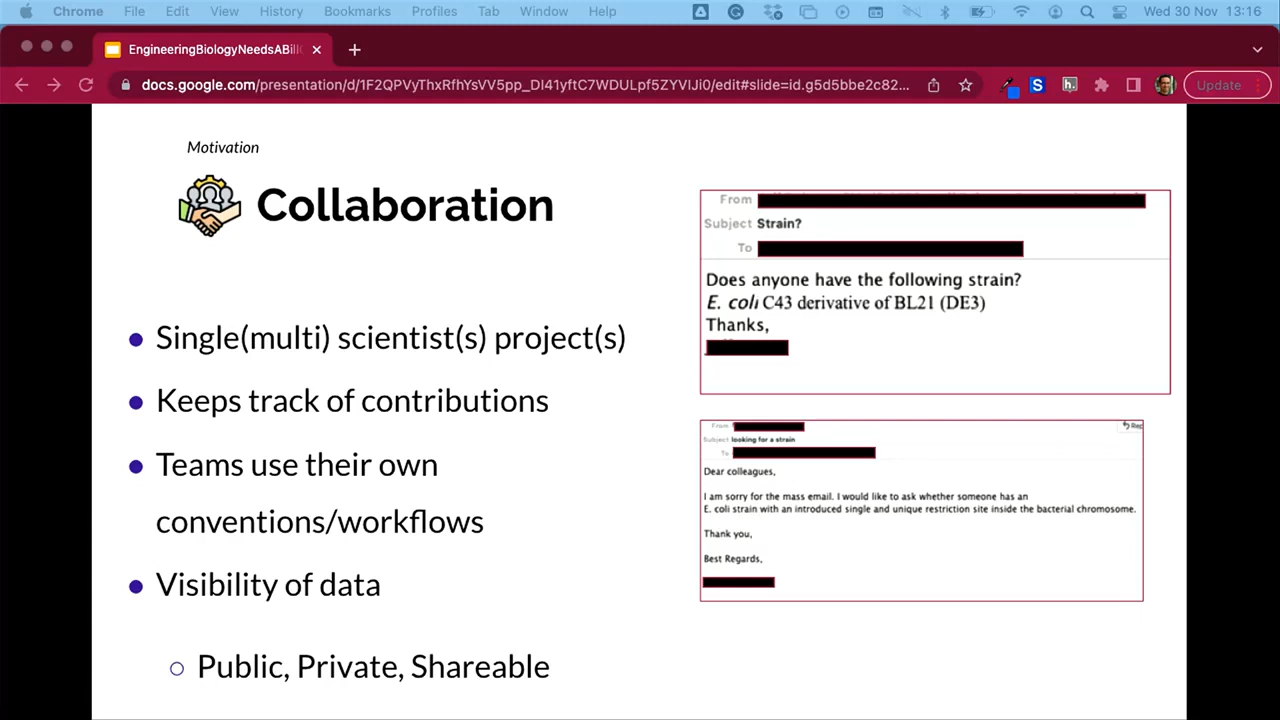 Chrome File Edit View History Bookmarks Profiles Tab Window Help Wed 30 Nov 13:16
EngineeringBiologyNeedsABill
docs.google.com/presentation/d/1F2QPVyThxRfhYsVV5pp_DI41yftC7WDULpf5ZYVIJi0/edit#slide=id.g5d5bbe2c82... Update
Motivation
Collaboration
Single(multi) scientist(s) project(s)
Keeps track of contributions
Teams use their own
conventions/workflows
Visibility of data
Public, Private, Shareable
From
Subject Strain?
To
Does anyone have the following strain?
E. coli C43 derivative of BL21 (DE3)
Thanks,
From
Subject looking for a strain
To
Dear colleagues,
I am sorry for the mass email. I would like to ask whether someone has an
E. coli strain with an introduced single and unique restriction site inside the bacterial chromosome.
Thank you,
Best Regards,